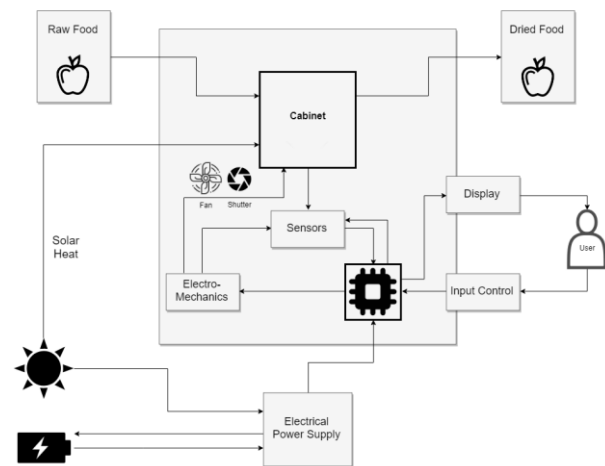 Raw Food
Dried Food
Cabinet
Fan
Shutter
Display
Solar
Heat
Sensors
User
Electro-
Mechanics
Input Control
Electrical
Power Supply